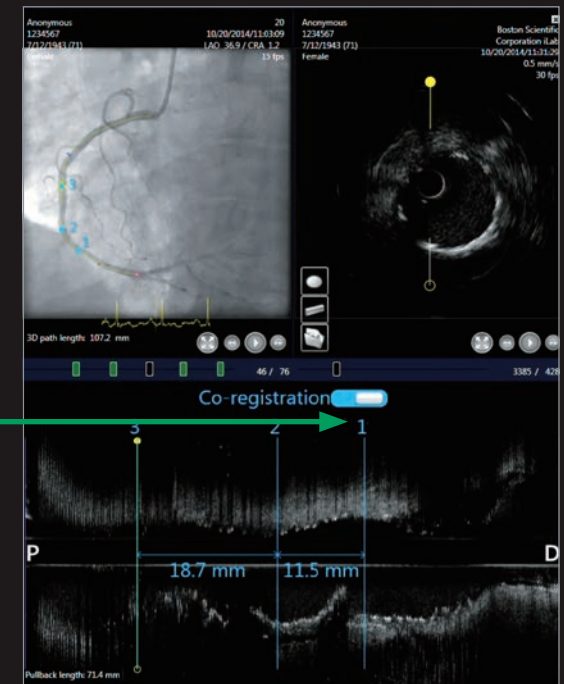 Anonymous 20
1234567 10/20/2014/11:03:09
7/12/1943 (71) LAO 36.9 / CRA 1.2
Female 15 fps
3
2
1
3D path length: 107.2 mm
46 / 76
Anonymous
1234567 Boston Scientific
7/12/1943 (71) Corporation iLab
Female 10/20/2014/11:31:29
0.5 mm/s
30 fps
3385 / 428
Co-registration
3 2 1
P D
18.7 mm 11.5 mm
Pullback length: 71.4 mm